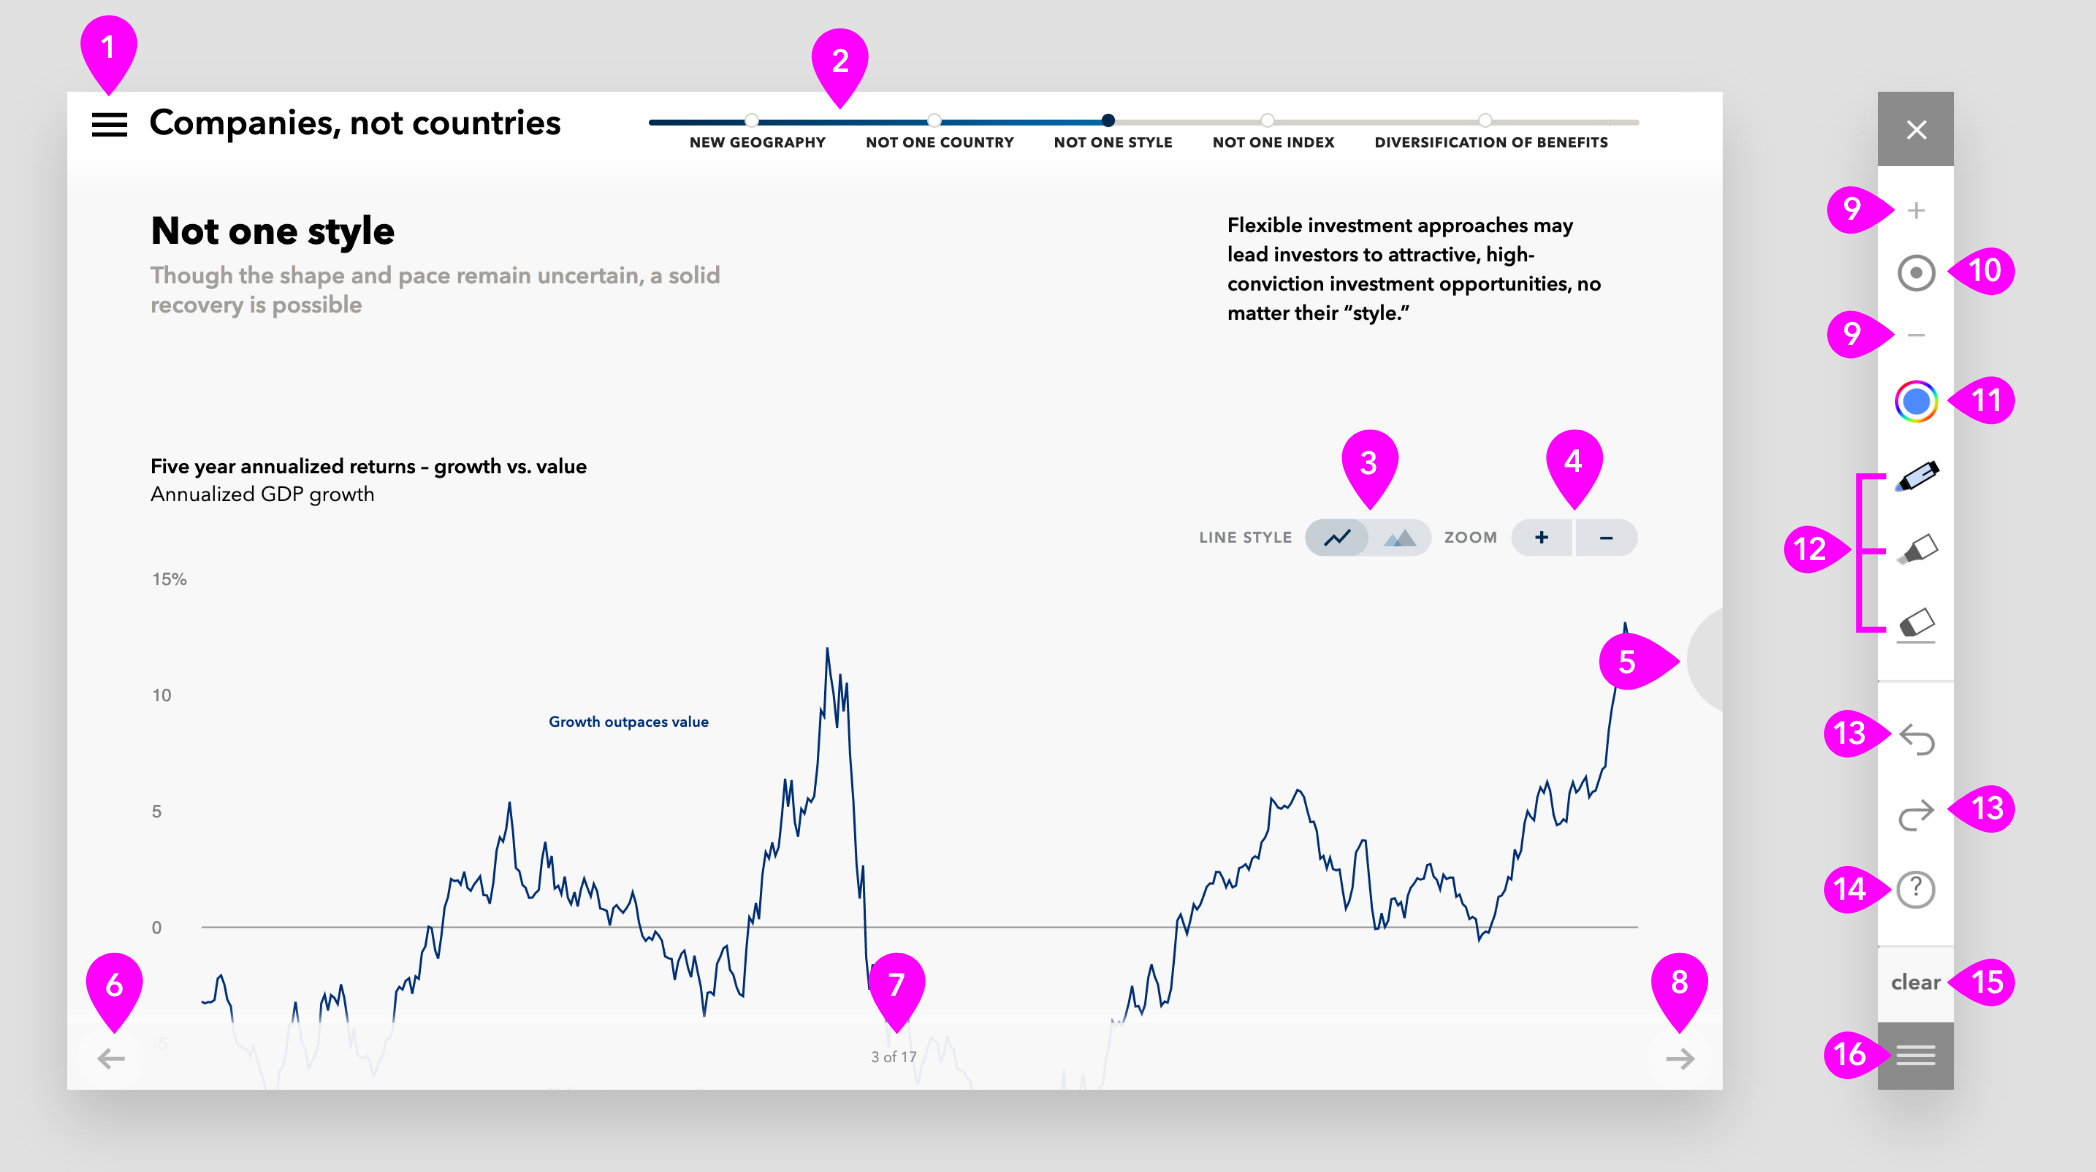 1
2
Companies, not countries
NEW GEOGRAPHY
NOT ONE COUNTRY
NOT ONE STYLE
NOT ONE INDEX
DIVERSIFICATION OF BENEFITS
Not one style
Though the shape and pace remain uncertain, a solid
recovery is possible
Flexible investment approaches may
lead investors to attractive, high-
conviction investment opportunities, no
matter their “style.”
Five year annualized returns – growth vs. value
Annualized GDP growth
3
4
LINE STYLE
ZOOM
+
–
15%
10
5
0
-5
Growth outpaces value
5
6
7
8
3 of 17
9
10
9
11
12
13
13
14
?
clear
15
16